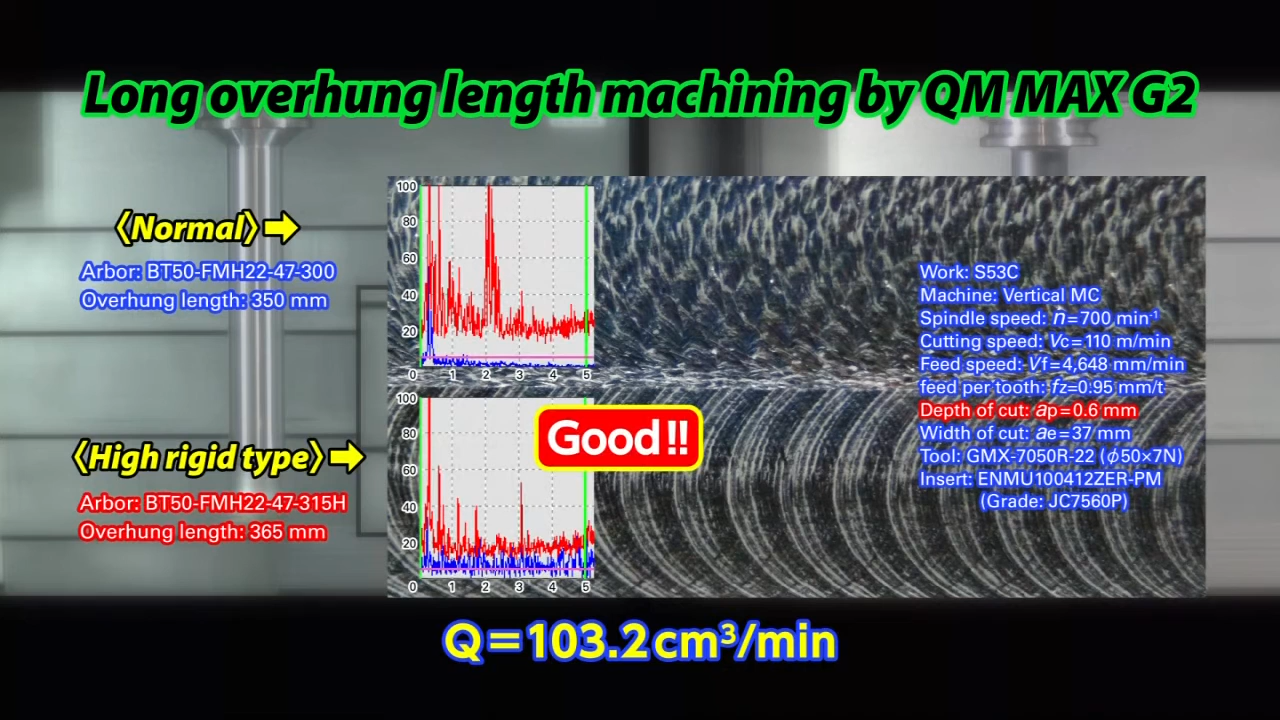 Long overhung length machining by QM MAX G2
〈Normal〉➡
Arbor: BT50-FMH22-47-300
Overhung length: 350 mm
100
80
60
40
20
0 1 2 3 4 5
〈High rigid type〉➡
Arbor: BT50-FMH22-47-315H
Overhung length: 365 mm
100
80
60
40
20
0 1 2 3 4 5
Good!!
Work: S53C
Machine: Vertical MC
Spindle speed: n=700 min⁻¹
Cutting speed: Vc=110 m/min
Feed speed: Vf=4,648 mm/min
feed per tooth: fz=0.95 mm/t
Depth of cut: ap=0.6 mm
Width of cut: ae=37 mm
Tool: GMX-7050R-22 (φ50×7N)
Insert: ENMU100412ZER-PM
(Grade: JC7560P)
Q=103.2cm³/min